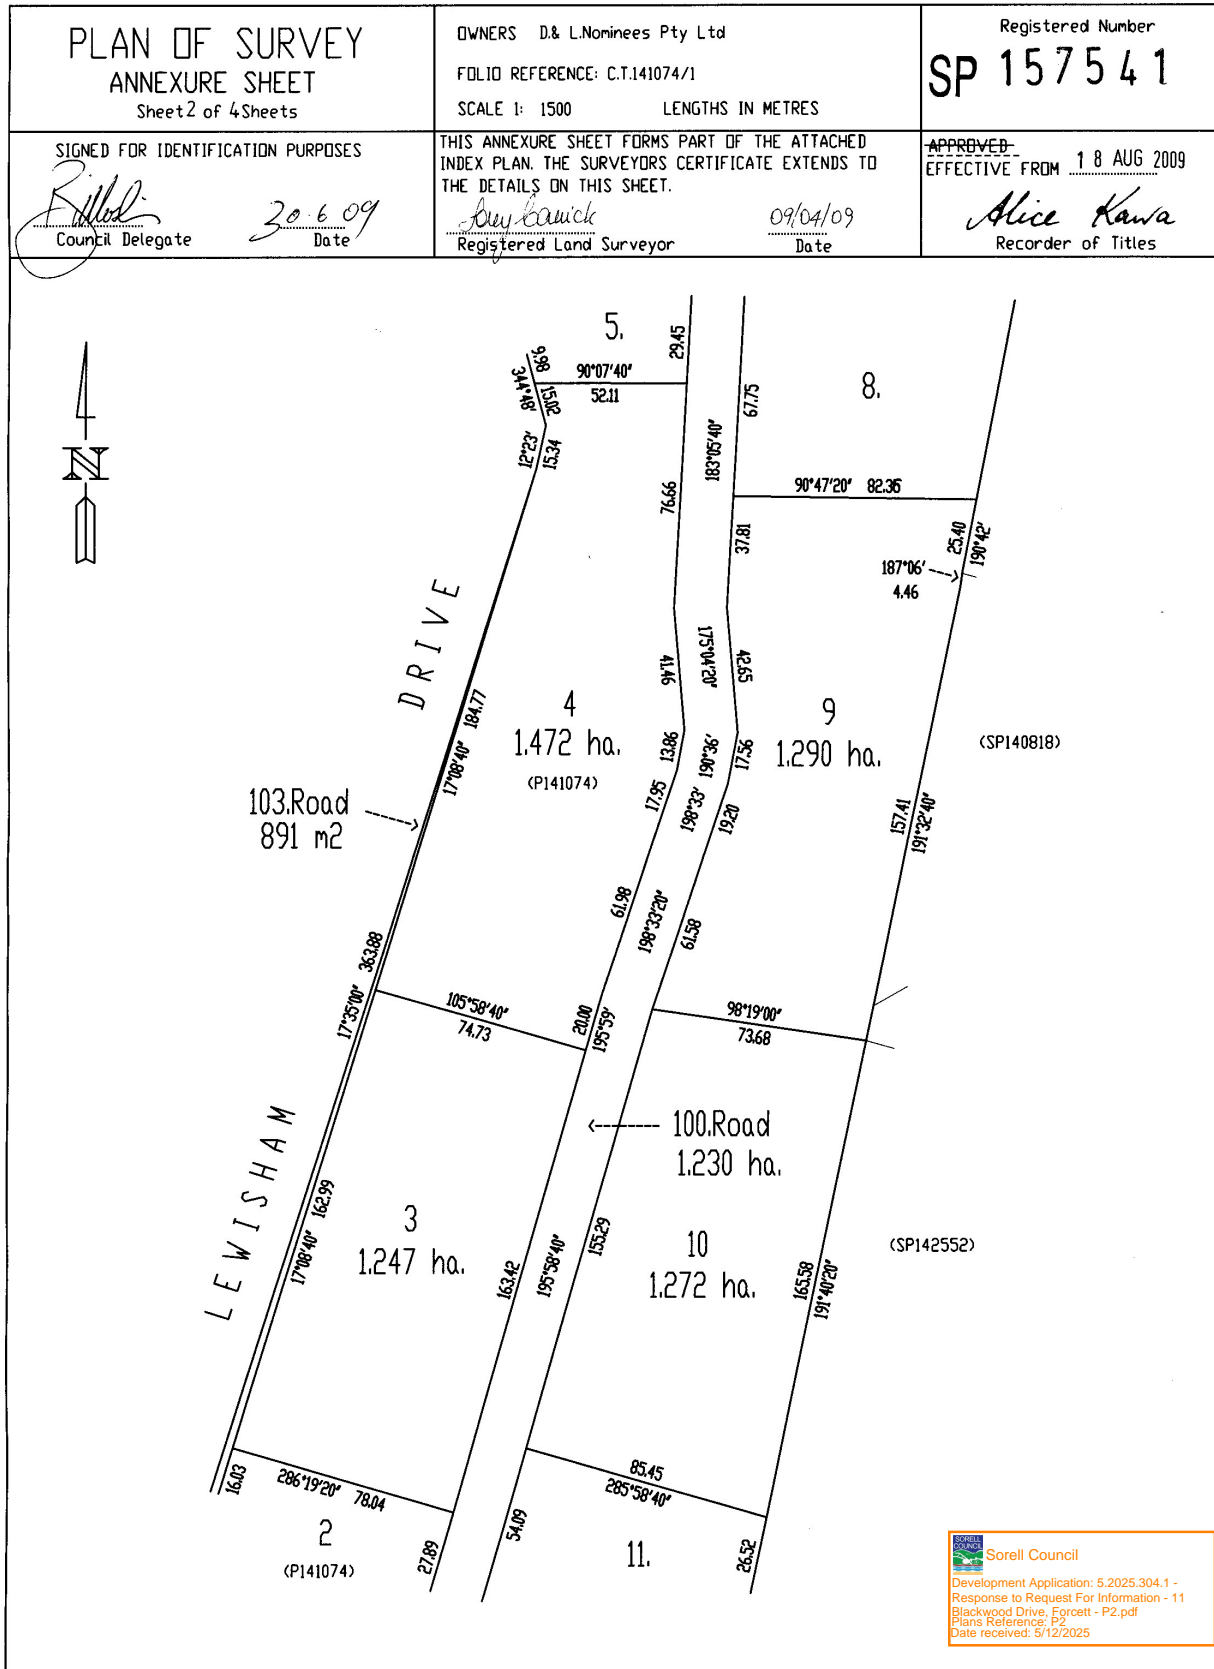 PLAN OF SURVEY
ANNEXURE SHEET
Sheet 2 of 4 Sheets
OWNERS D.& L.Nominees Pty Ltd
FOLIO REFERENCE: C.T.141074/1
SCALE 1: 1500 LENGTHS IN METRES
Registered Number
SP 157541
SIGNED FOR IDENTIFICATION PURPOSES
Council Delegate
30.6.09
Date
THIS ANNEXURE SHEET FORMS PART OF THE ATTACHED
INDEX PLAN. THE SURVEYORS CERTIFICATE EXTENDS TO
THE DETAILS ON THIS SHEET.
Registered Land Surveyor
09/04/09
Date
APPROVED
EFFECTIVE FROM 18 AUG 2009
Alice Kawa
Recorder of Titles
N
5.
8.
9.98
344°48'
15.02
90°07'40"
52.11
29.45
67.75
183°05'40"
12°23'
15.34
76.66
90°47'20" 82.36
37.81
25.40
190°42'
187°06'
4.46
DRIVE
41.46
175°04'20"
42.65
4
1.472 ha.
(P141074)
9
1.290 ha.
(SP140818)
17°08'40" 184.77
13.86
190°36'
17.56
17.95
198°33'
19.20
103.Road
891 m2
157.41
191°32'40"
61.98
198°33'20"
61.58
17°35'00" 363.88
105°58'40"
74.73
20.00
195°59'
98°19'00"
73.68
100.Road
1.230 ha.
LEWISHAM
17°08'40" 162.99
3
1.247 ha.
163.42
195°58'40"
155.29
10
1.272 ha.
(SP142552)
165.58
191°40'20"
16.03
286°19'20" 78.04
85.45
285°58'40"
2
(P141074)
27.89
54.09
11.
26.52
SORELL
COUNCIL
Sorell Council
Development Application: 5.2025.304.1 -
Response to Request For Information - 11
Blackwood Drive, Forcett - P2.pdf
Plans Reference: P2
Date received: 5/12/2025